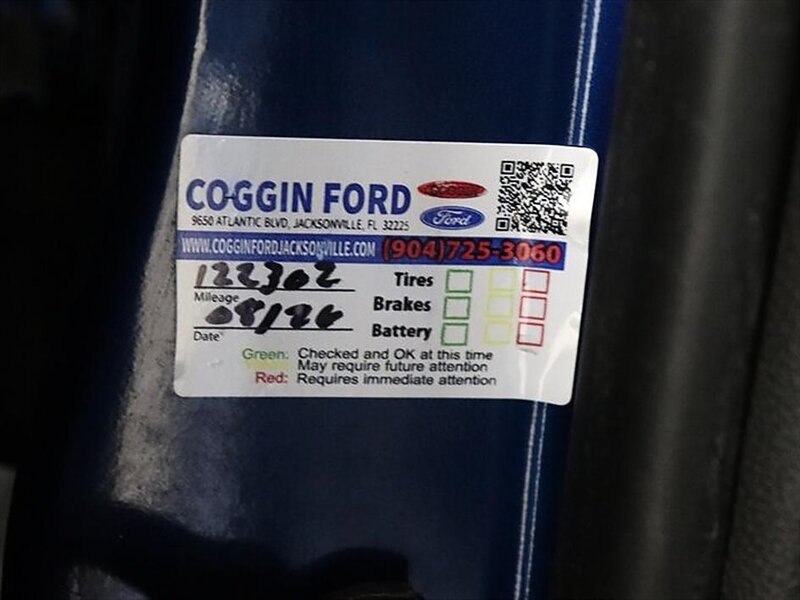 COGGIN FORD
Ford
9650 ATLANTIC BLVD, JACKSONVILLE, FL 32225
WWW.COGGINFORDJACKSONVILLE.COM (904)725-3060
122302
Mileage
08/26
Date
Tires
Brakes
Battery
Green: Checked and OK at this time
Yellow: May require future attention
Red: Requires immediate attention